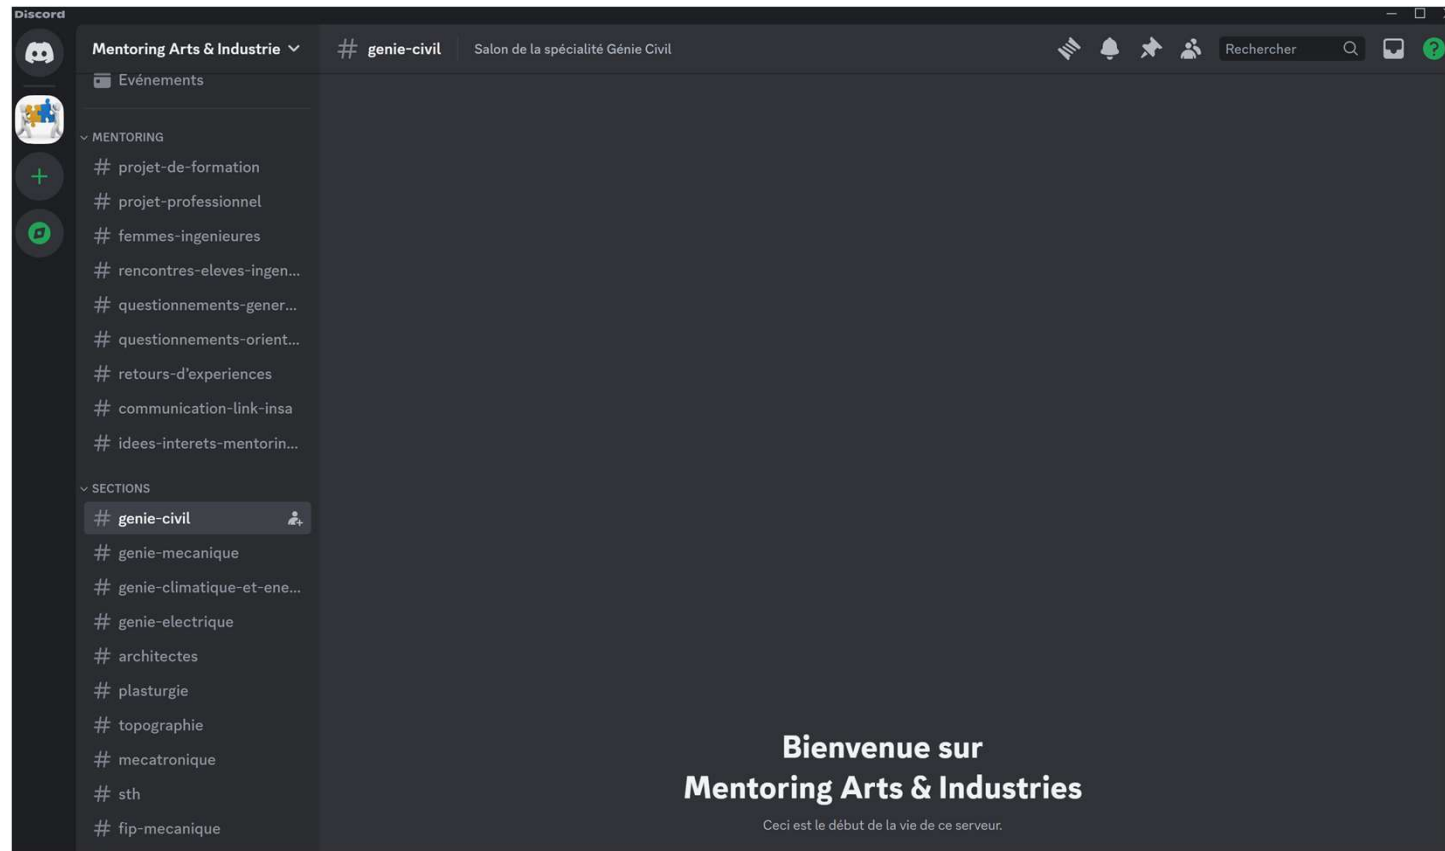 Discord
Mentoring Arts & Industrie
genie-civil
Salon de la spécialité Génie Civil
Rechercher
?
Evénements
MENTORING
# projet-de-formation
# projet-professionnel
# femmes-ingenieures
# rencontres-eleves-ingen...
# questionnements-gener...
# questionnements-orient...
# retours-d'experiences
# communication-link-insa
# idees-interets-mentorin...
SECTIONS
# genie-civil
# genie-mecanique
# genie-climatique-et-ene...
# genie-electrique
# architectes
# plasturgie
# topographie
# mecatronique
# sth
# fip-mecanique
Bienvenue sur
Mentoring Arts & Industries
Ceci est le début de la vie de ce serveur.